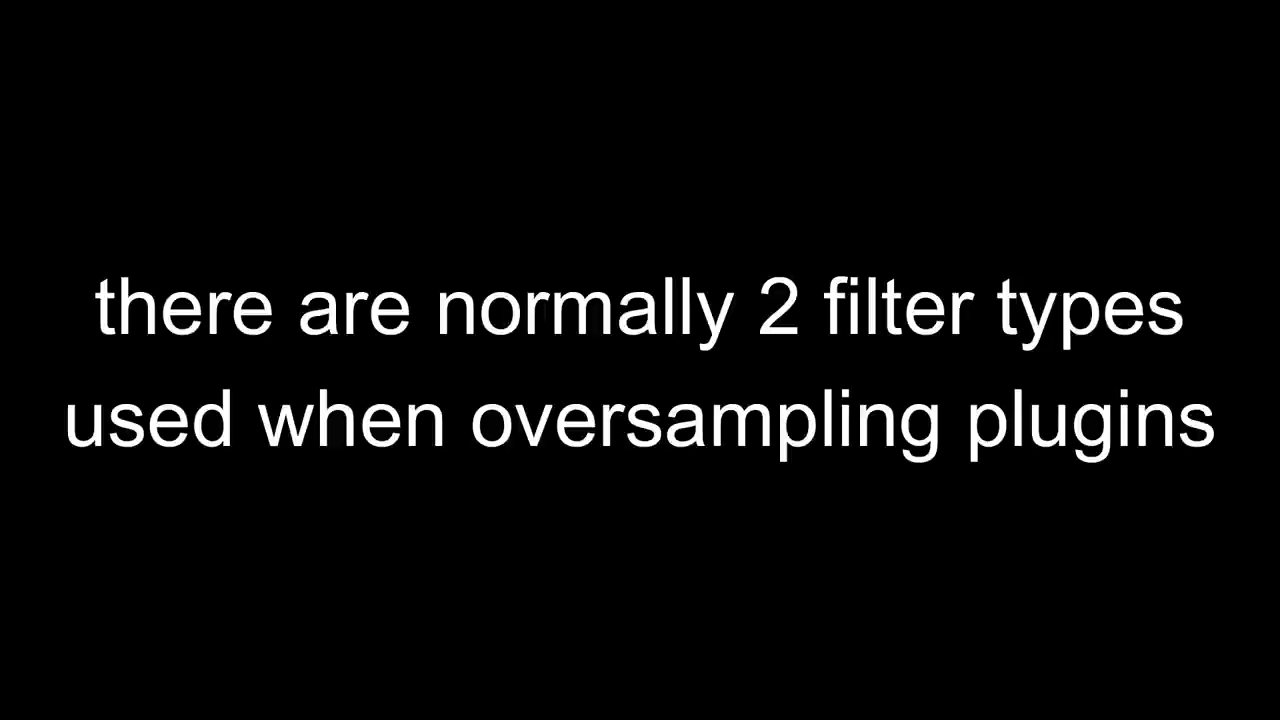 there are normally 2 filter types
used when oversampling plugins